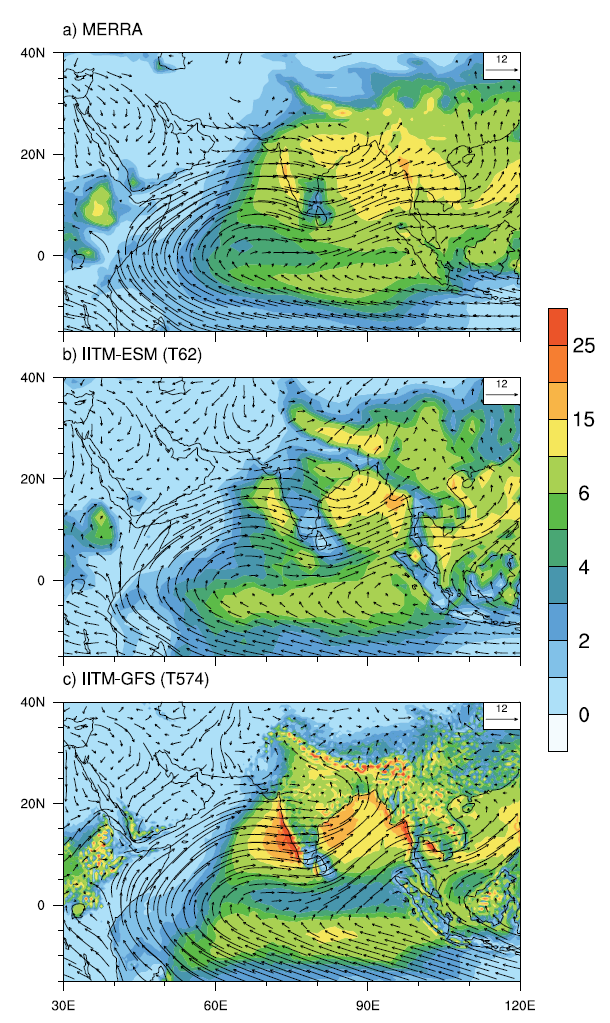 a) MERRA
40N
12
20N
0
b) IITM-ESM (T62)
40N
12
20N
0
25
15
6
4
2
0
c) IITM-GFS (T574)
40N
12
20N
0
30E 60E 90E 120E